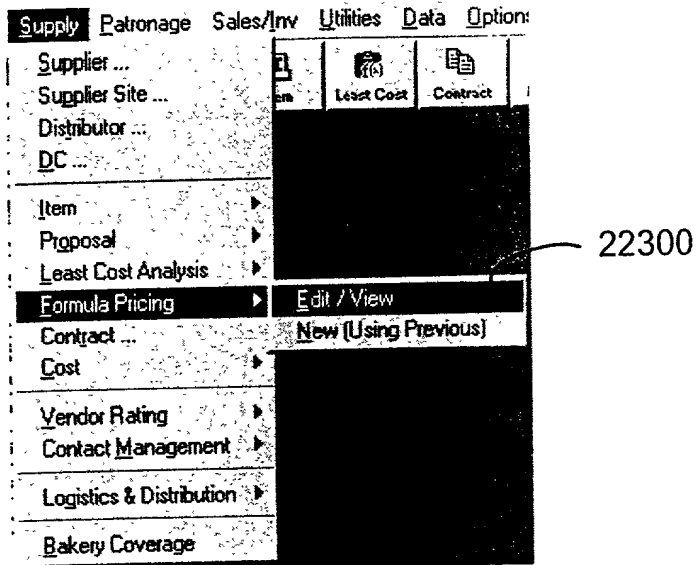 Supply Patronage Sales/Inv Utilities Data Option
Supplier ...
Supplier Site ...
Distributor ...
DC ...
Least Cost Contract
Item
Proposal
Least Cost Analysis
22300
Formula Pricing Edit / View
Contract ... New (Using Previous)
Cost
Vendor Rating
Contact Management
Logistics & Distribution
Bakery Coverage